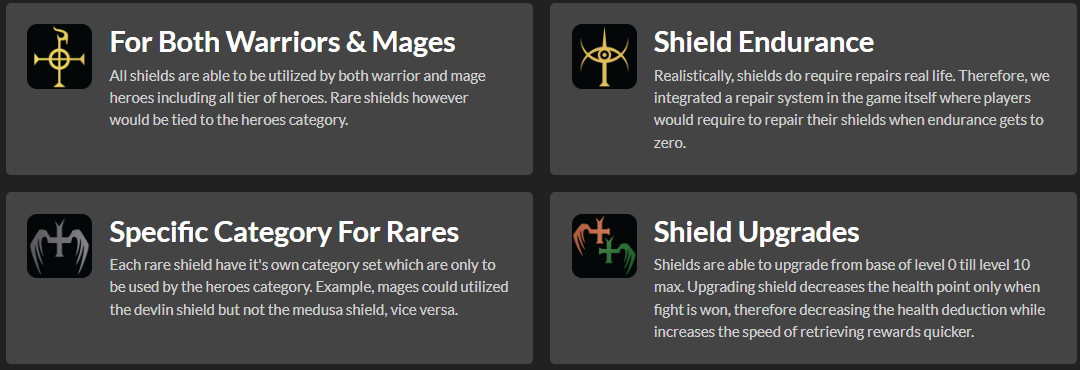 For Both Warriors & Mages
All shields are able to be utilized by both warrior and mage
heroes including all tier of heroes. Rare shields however
would be tied to the heroes category.
Shield Endurance
Realistically, shields do require repairs real life. Therefore, we
integrated a repair system in the game itself where players
would require to repair their shields when endurance gets to
zero.
Specific Category For Rares
Each rare shield have it's own category set which are only to
be used by the heroes category. Example, mages could utilized
the devlin shield but not the medusa shield, vice versa.
Shield Upgrades
Shields are able to upgrade from base of level 0 till level 10
max. Upgrading shield decreases the health point only when
fight is won, therefore decreasing the health deduction while
increases the speed of retrieving rewards quicker.